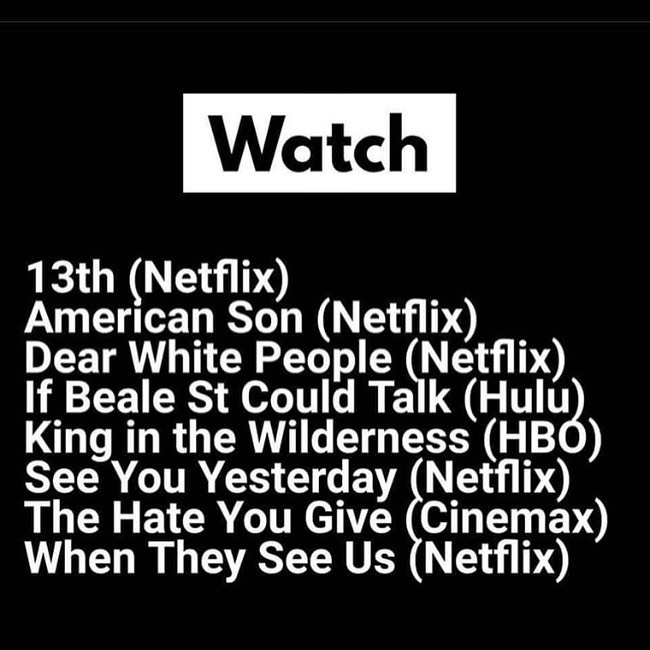 Watch
13th (Netflix)
American Son (Netflix)
Dear White People (Netflix)
If Beale St Could Talk (Hulu)
King in the Wilderness (HBO)
See You Yesterday (Netflix)
The Hate You Give (Cinemax)
When They See Us (Netflix)